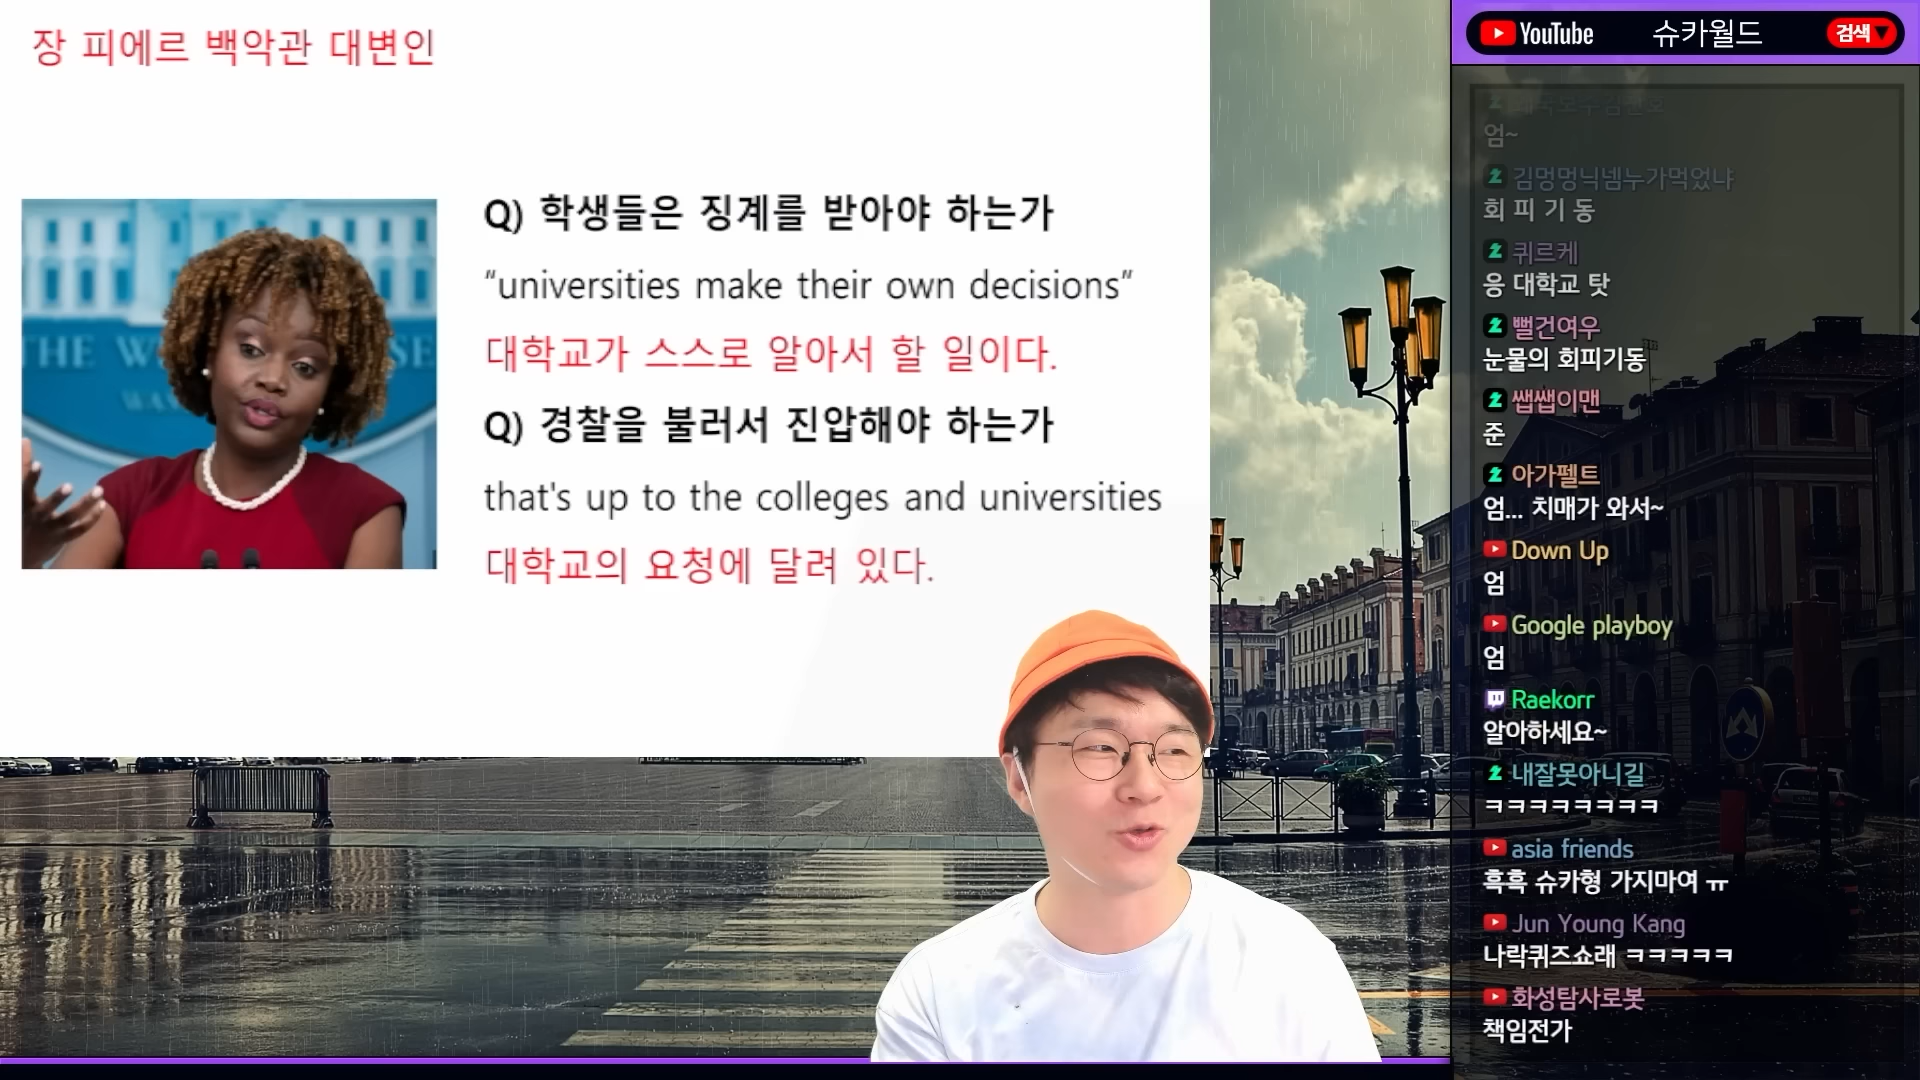 장 피에르 백악관 대변인
Q) 학생들은 징계를 받아야 하는가
“universities make their own decisions”
대학교가 스스로 알아서 할 일이다.
Q) 경찰을 불러서 진압해야 하는가
that's up to the colleges and universities
대학교의 요청에 달려 있다.
THE W SE
YouTube 슈카월드 검색▼
엄~
김멍멍닉넴누가먹었냐
회 피 기 동
퀴르케
응 대학교 탓
뻘건여우
눈물의 회피기동
쌥쌥이맨
준
아가펠트
엄... 치매가 와서~
Down Up
엄
Google playboy
엄
Raekorr
알아하세요~
내잘못아니길
ㅋㅋㅋㅋㅋㅋㅋㅋ
asia friends
흑흑 슈카형 가지마여 ㅠ
Jun Young Kang
나락퀴즈쇼래 ㅋㅋㅋㅋㅋ
화성탐사로봇
책임전가